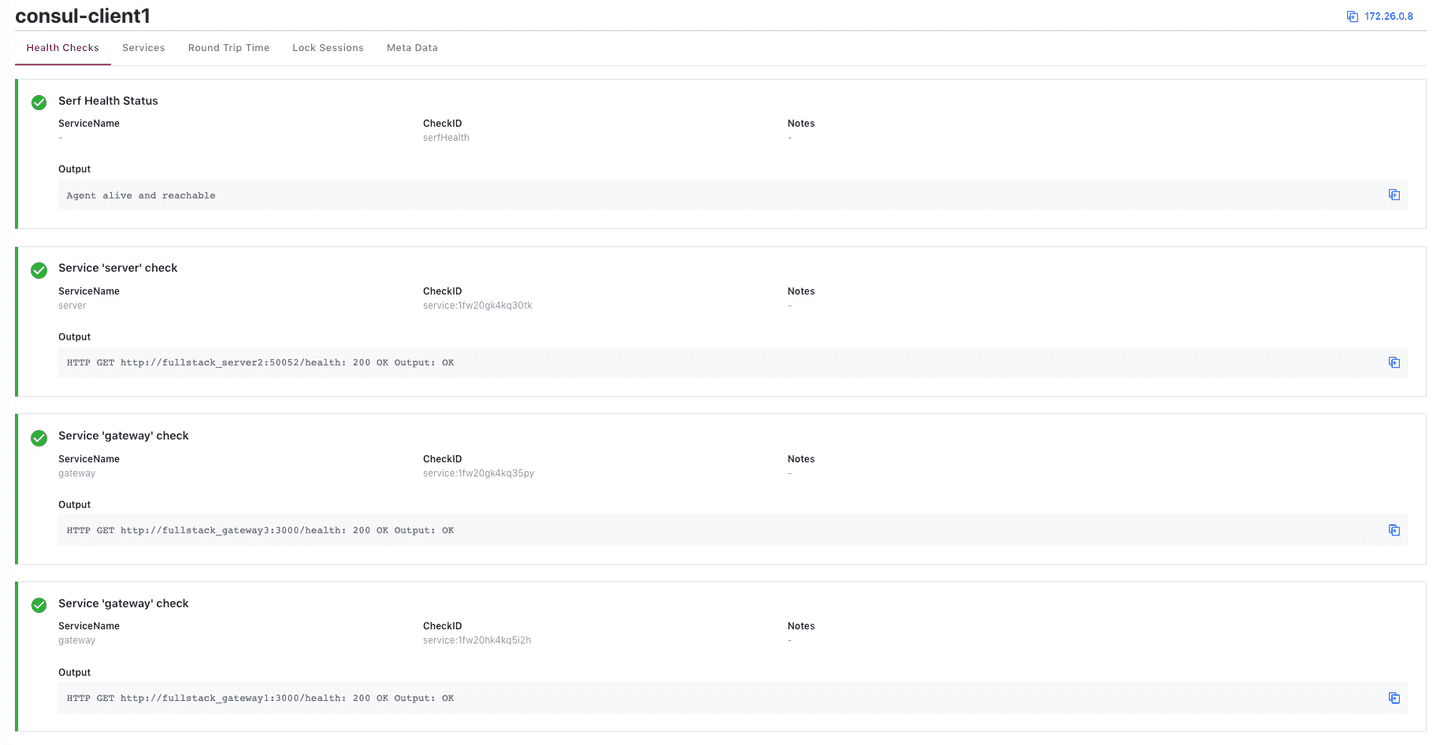 consul-client1
172.26.0.8
Health Checks Services Round Trip Time Lock Sessions Meta Data
Serf Health Status
ServiceName CheckID Notes
- serfHealth -
Output
Agent alive and reachable
Service 'server' check
ServiceName CheckID Notes
server service:1fw20gk4kq30tk -
Output
HTTP GET http://fullstack_server2:50052/health: 200 OK Output: OK
Service 'gateway' check
ServiceName CheckID Notes
gateway service:1fw20gk4kq35py -
Output
HTTP GET http://fullstack_gateway3:3000/health: 200 OK Output: OK
Service 'gateway' check
ServiceName CheckID Notes
gateway service:1fw20hk4kq5i2h -
Output
HTTP GET http://fullstack_gateway1:3000/health: 200 OK Output: OK